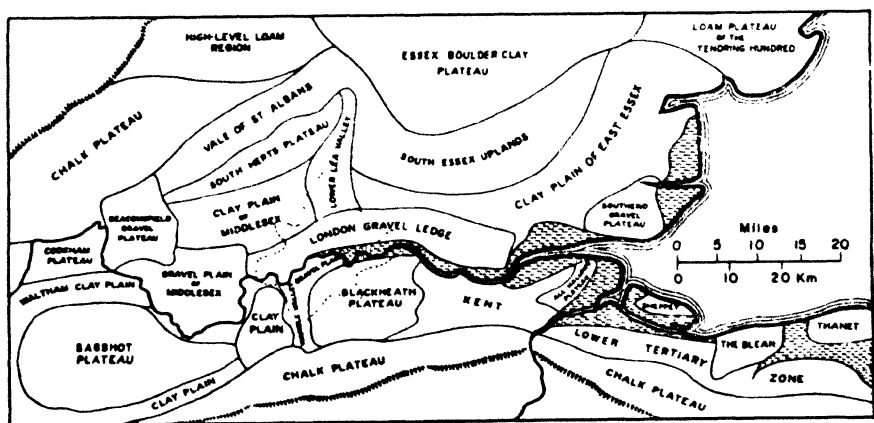 HIGH-LEVEL LOAM
REGION
ESSEX BOULDER CLAY
PLATEAU
LOAM PLATEAU
OF THE
TENDRING HUNDRED
CHALK PLATEAU
VALE OF ST ALBANS
SOUTH HERTS PLATEAU
LOWER LEA VALLEY
SOUTH ESSEX UPLANDS
CLAY PLAIN OF EAST ESSEX
BEACONSFIELD
GRAVEL
PLATEAU
CLAY PLAIN
OF
MIDDLESEX
LONDON GRAVEL LEDGE
SOUTHEND
GRAVEL
PLATEAU
Miles
0 5 10 15 20
0 10 20 Km
COOKHAM
PLATEAU
WALTHAM CLAY PLAIN
GRAVEL PLAIN
OF
MIDDLESEX
CLAY
PLAIN
BLACKHEATH
PLATEAU
KENT
SHEPPEY
BAGSHOT
PLATEAU
CLAY PLAIN
CHALK PLATEAU
LOWER TERTIARY
THE BLEAN
THANET
ZONE
CHALK PLATEAU